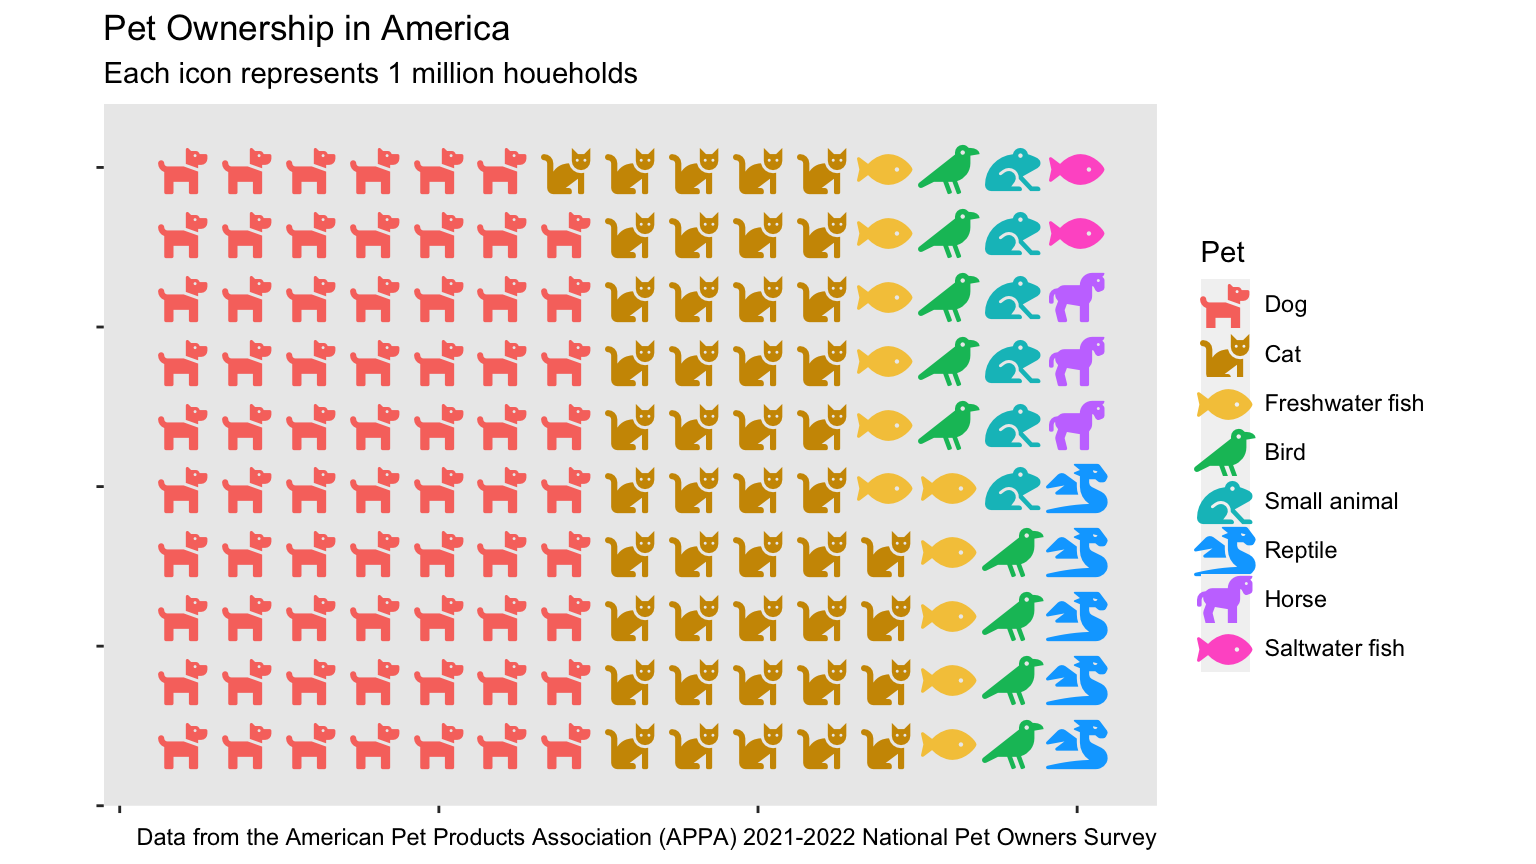 Pet Ownership in America
Each icon represents 1 million houeholds
Pet
Dog
Cat
Freshwater fish
Bird
Small animal
Reptile
Horse
Saltwater fish
Data from the American Pet Products Association (APPA) 2021-2022 National Pet Owners Survey